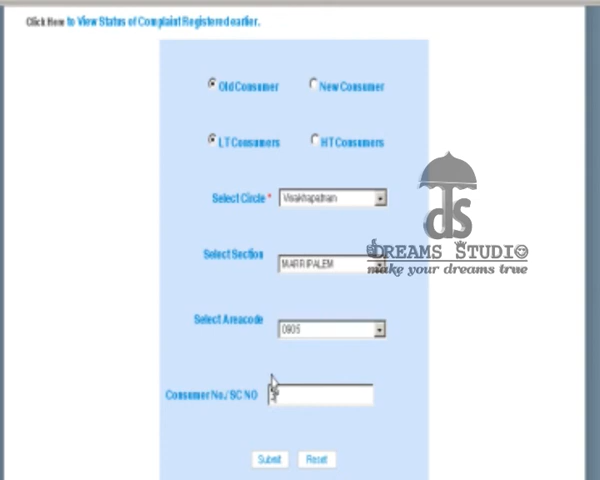 Click Here to View Status of Complaint Registered earlier.
Old Consumer New Consumer
LT Consumers HT Consumers
Select Circle * Visakhapatnam
Select Section MARRIPALEM
Select Areacode 0905
Consumer No./ SC NO
Submit Reset
dS
DREAMS STUDIO
make your dreams true